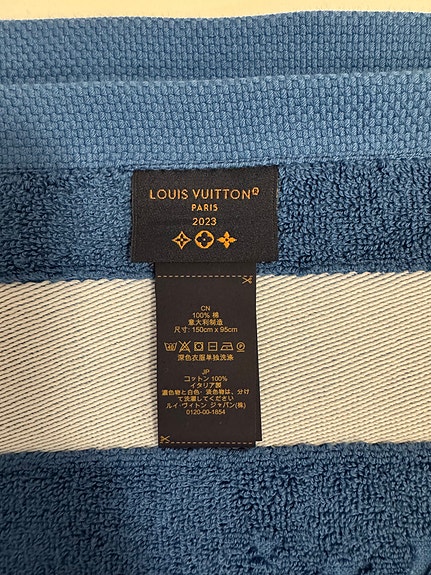 LOUIS VUITTON®
PARIS
2023
CN
100% 棉
意大利制造
尺寸: 150cm x 95cm
深色衣服单独洗涤
JP
コットン 100%
イタリア製
濃色物と白色・淡色物は、分け
て洗濯してください
ルイ・ヴィトン ジャパン(株)
0120-00-1854